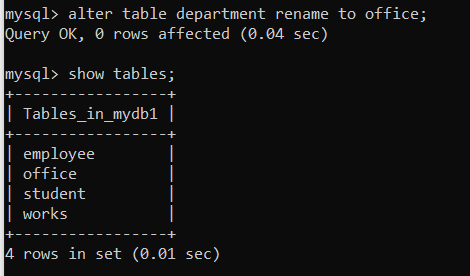 mysql> alter table department rename to office;
Query OK, 0 rows affected (0.04 sec)
mysql> show tables;
+-----------------+
| Tables_in_mydb1 |
+-----------------+
| employee        |
| office          |
| student         |
| works           |
+-----------------+
4 rows in set (0.01 sec)